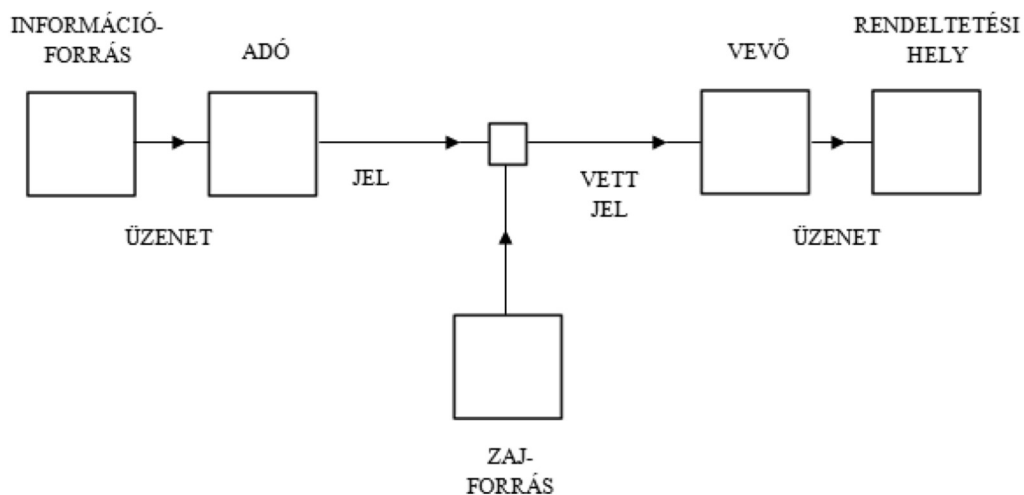 INFORMÁCIÓ-
FORRÁS
ADÓ
VEVŐ
RENDELTETÉSI
HELY
JEL
VETT
JEL
ÜZENET
ÜZENET
ZAJ-
FORRÁS